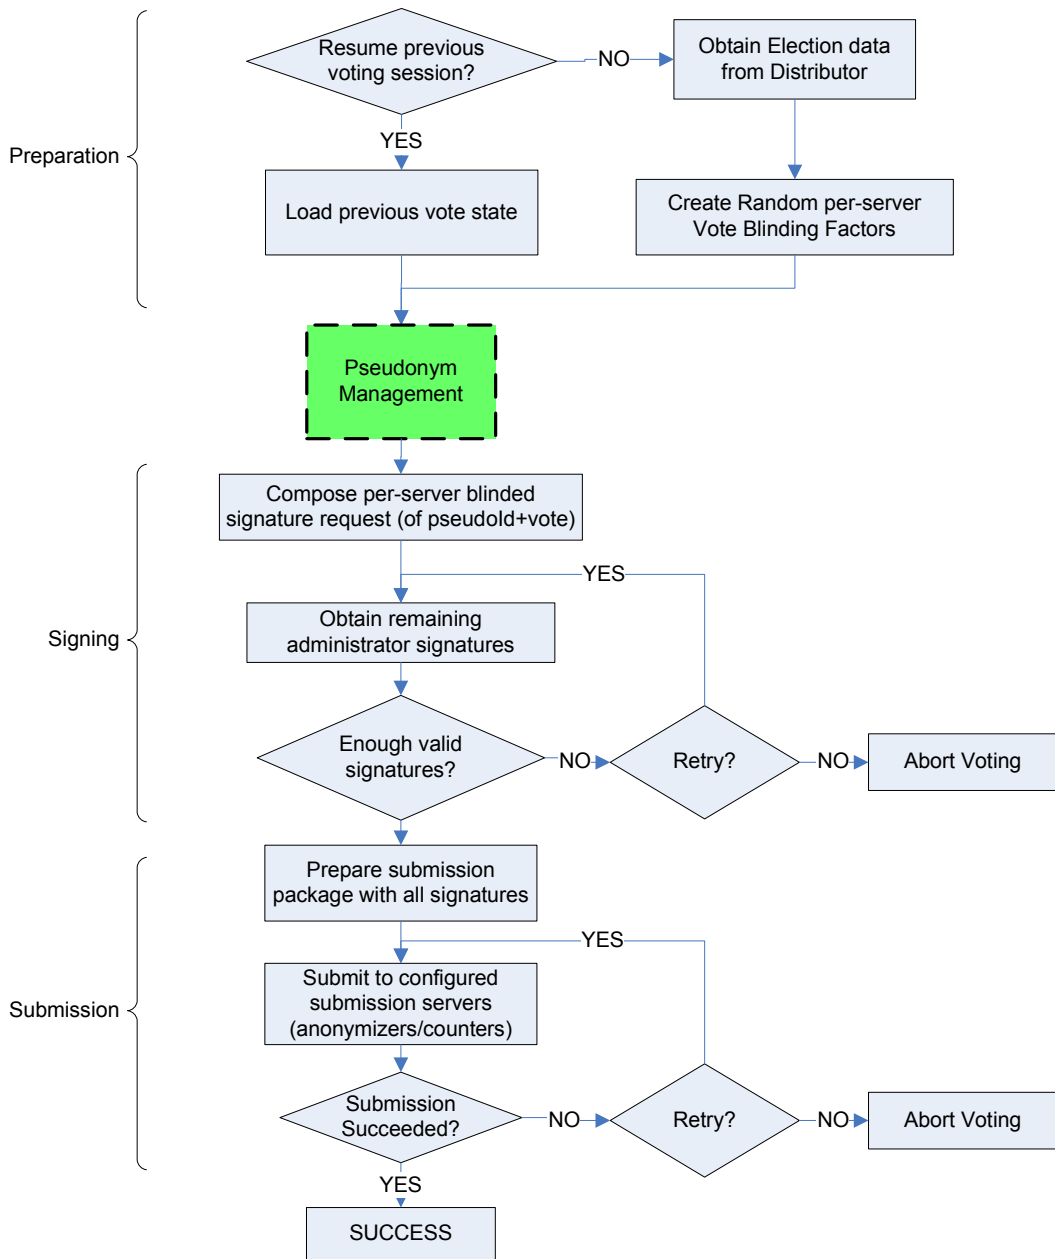 Resume previous
voting session?
NO
Obtain Election data
from Distributor
YES
Preparation
Load previous vote state
Create Random per-server
Vote Blinding Factors
Pseudonym
Management
Compose per-server blinded
signature request (of pseudoId+vote)
YES
Signing
Obtain remaining
administrator signatures
Enough valid
signatures?
NO
Retry?
NO
Abort Voting
Prepare submission
package with all signatures
YES
Submission
Submit to configured
submission servers
(anonymizers/counters)
Submission
Succeeded?
NO
Retry?
NO
Abort Voting
YES
SUCCESS